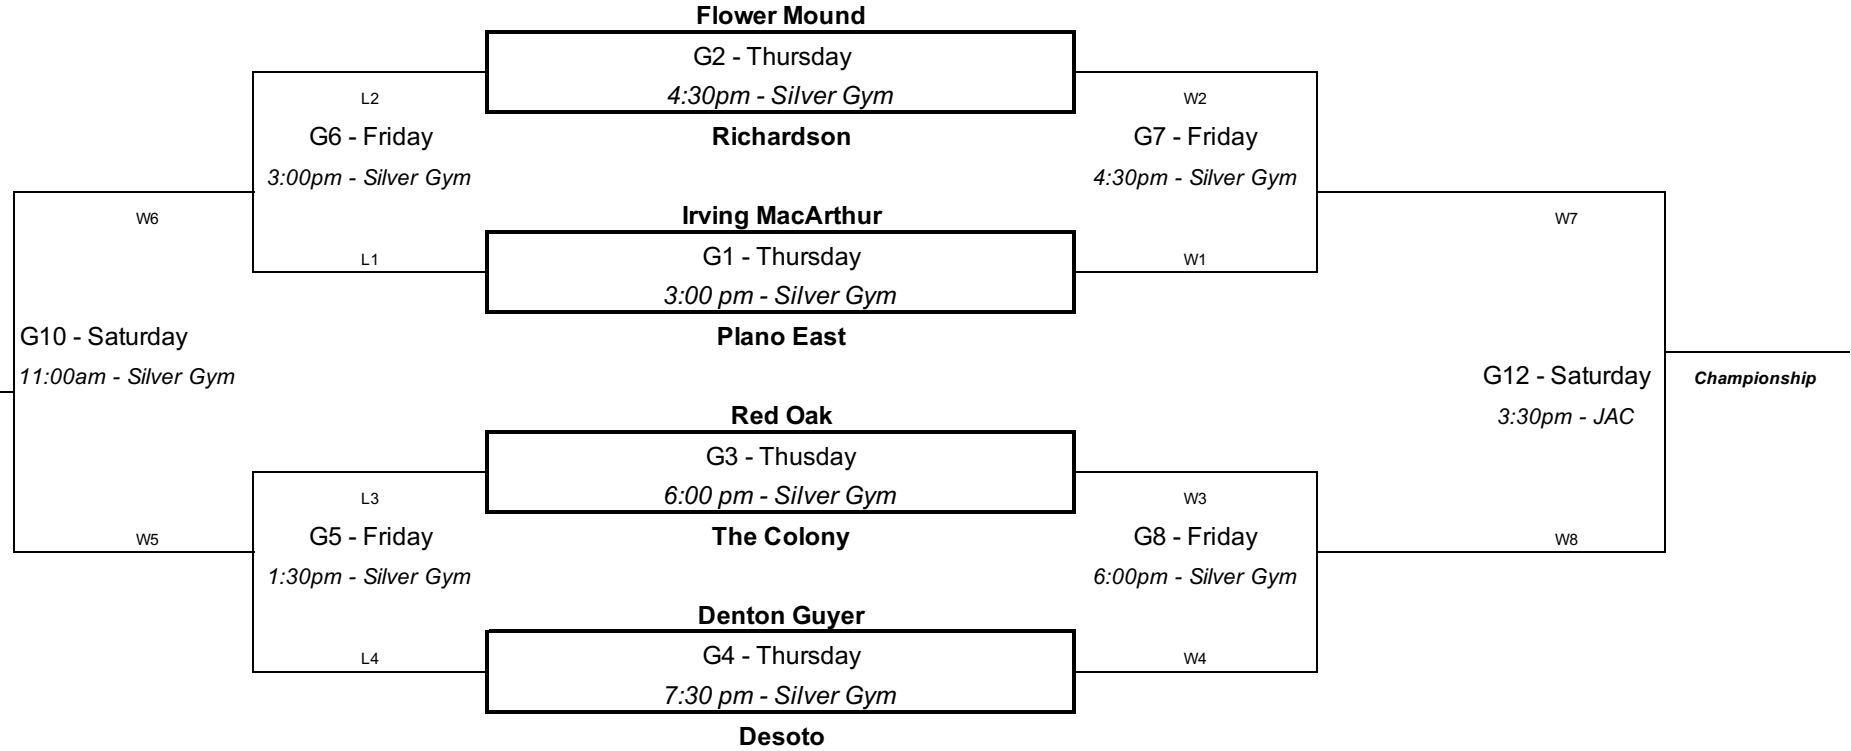 Flower Mound
G2 - Thursday
L2
4:30pm - Silver Gym
W2
G6 - Friday
Richardson
G7 - Friday
3:00pm - Silver Gym
4:30pm - Silver Gym
W6
Irving MacArthur
W7
L1
G1 - Thursday
W1
3:00 pm - Silver Gym
G10 - Saturday
Plano East
11:00am - Silver Gym
G12 - Saturday
Championship
Red Oak
3:30pm - JAC
G3 - Thusday
L3
6:00 pm - Silver Gym
W3
W5
G5 - Friday
The Colony
G8 - Friday
W8
1:30pm - Silver Gym
6:00pm - Silver Gym
Denton Guyer
L4
G4 - Thursday
W4
7:30 pm - Silver Gym
Desoto